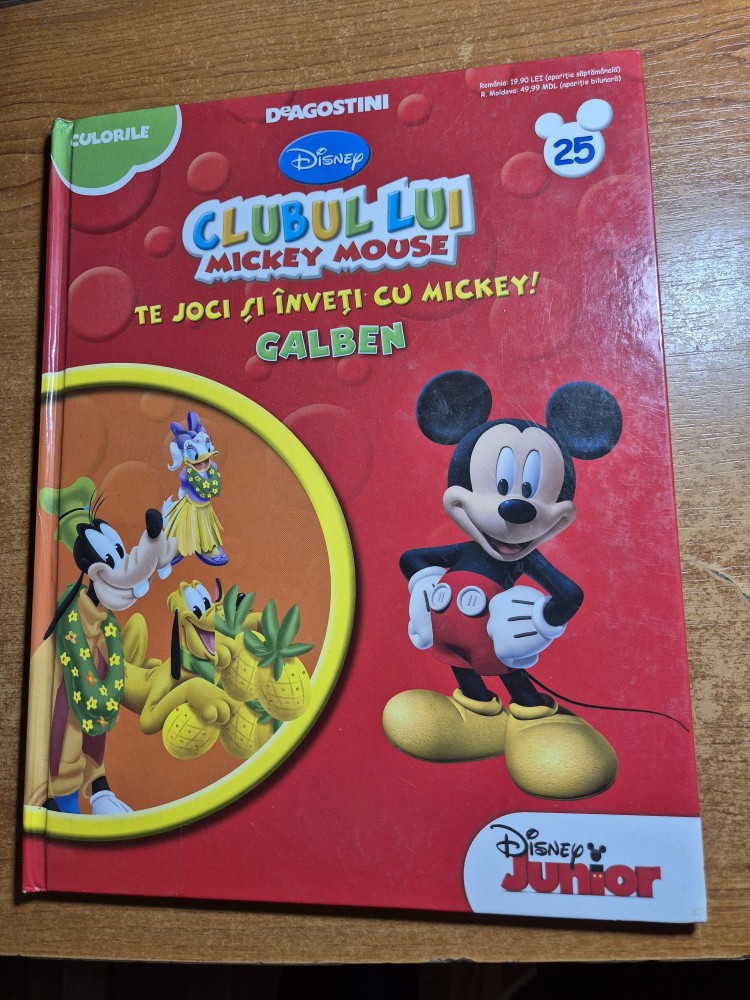 CULORILE
DeAGOSTINI
România: 19,90 LEI (apariție săptămânală)
R. Moldova: 49,99 MDL (apariție bilunară)
25
Disney
CLUBUL LUI
MICKEY MOUSE
TE JOCI ȘI ÎNVEȚI CU MICKEY!
GALBEN
Disney
Junior